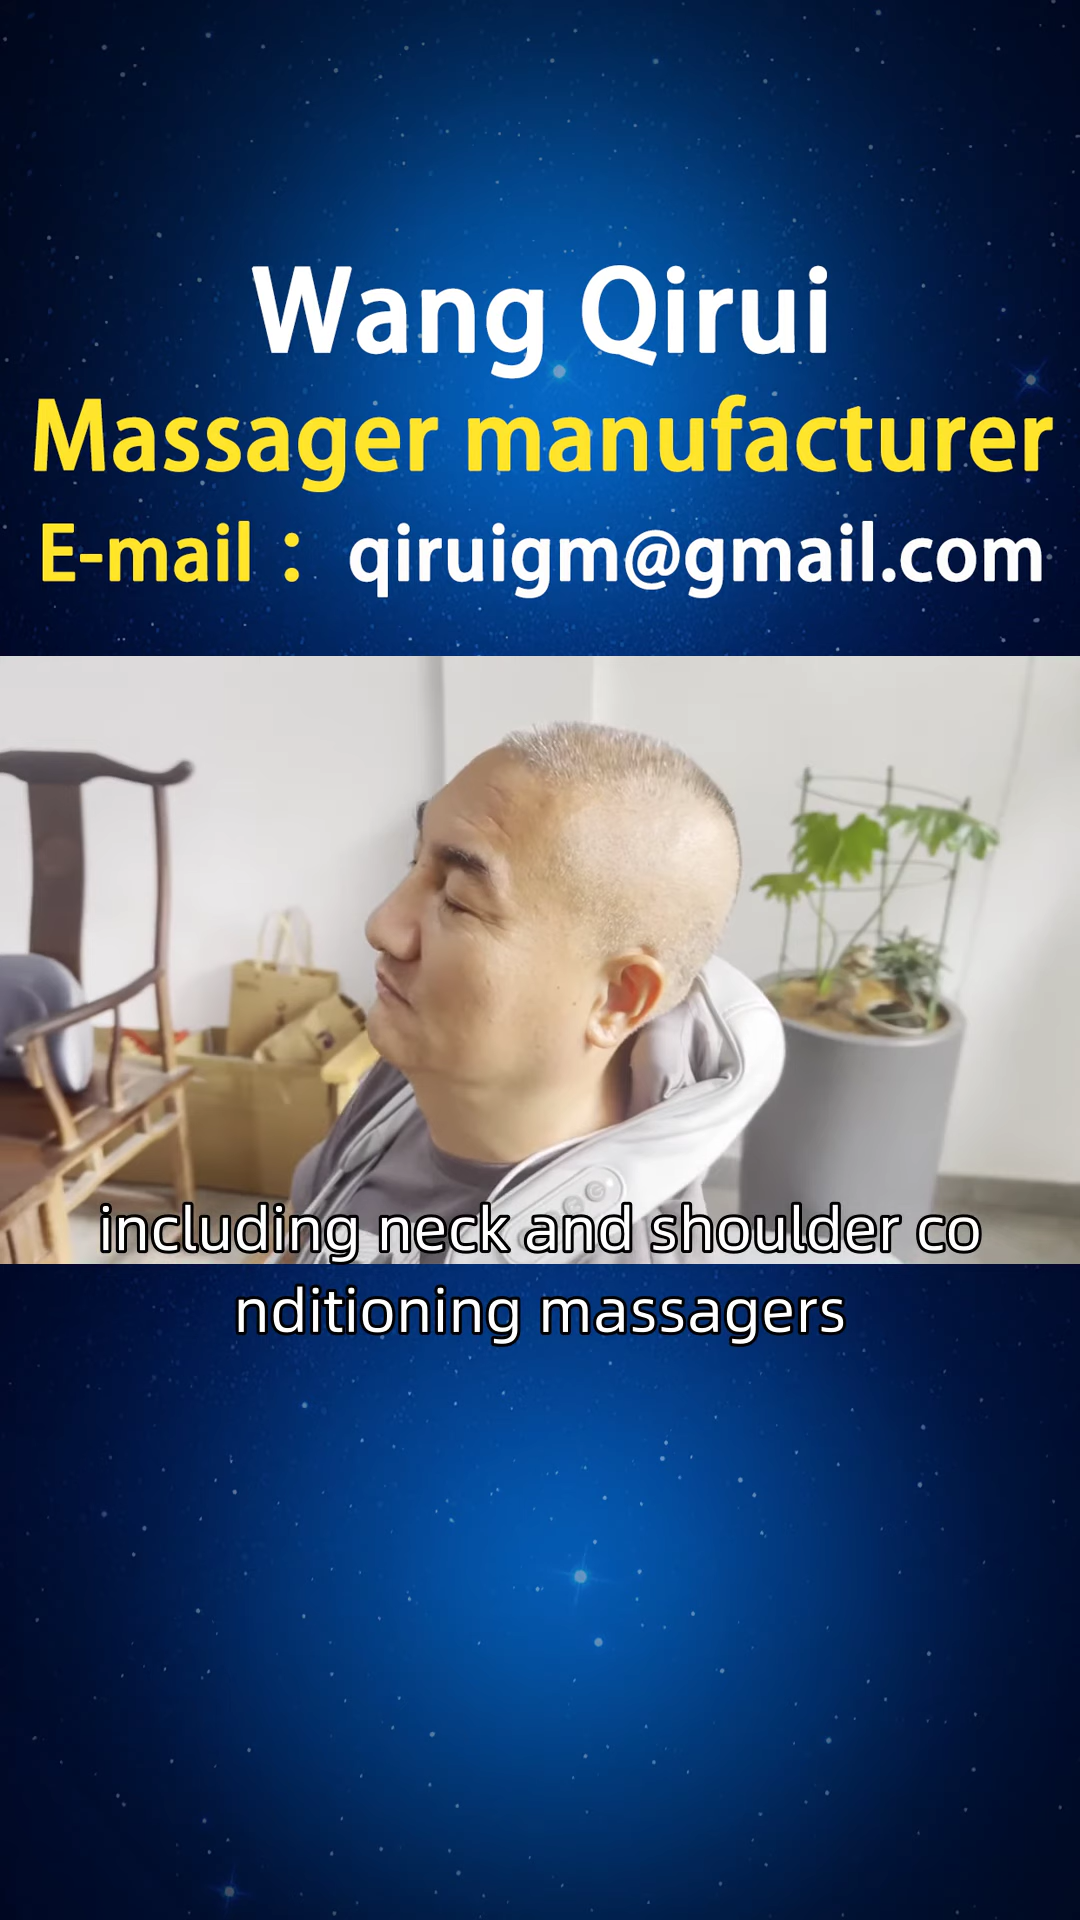 Wang Qirui
Massager manufacturer
E-mail： qiruigm@gmail.com
including neck and shoulder co
nditioning massagers